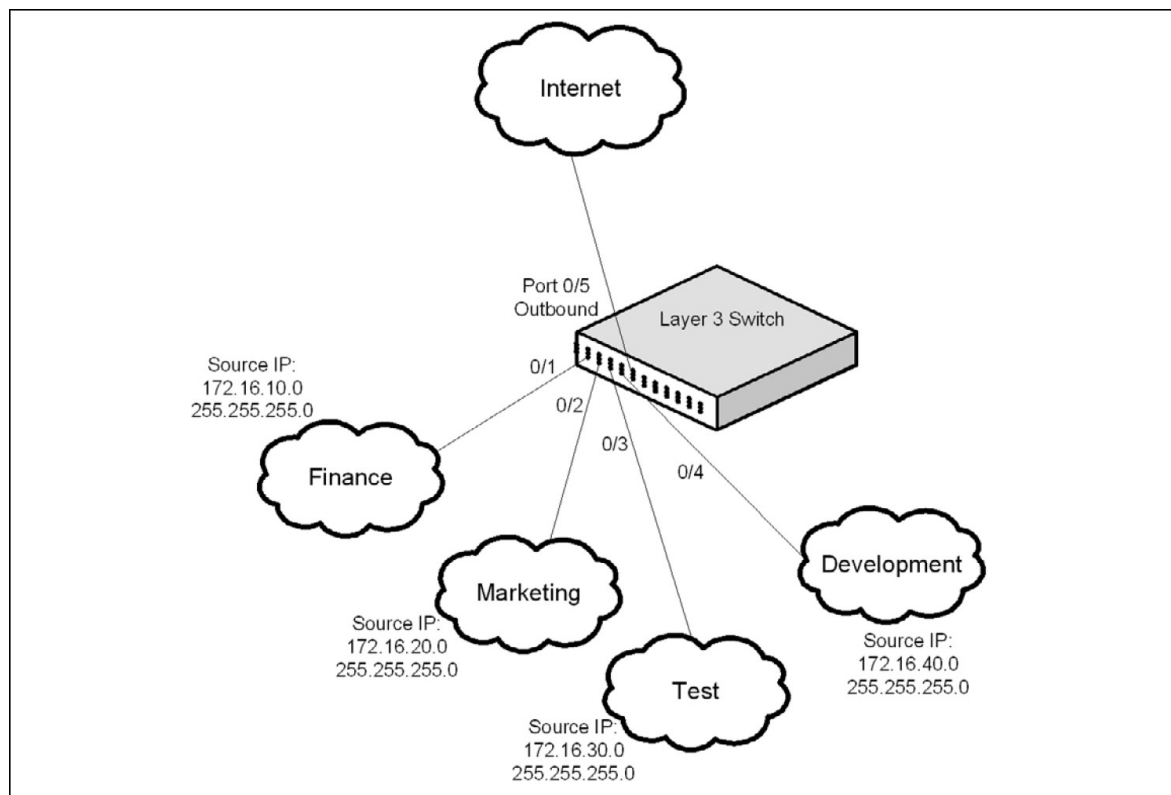 Internet
Port 0/5
Outbound
Layer 3 Switch
Source IP:
172.16.10.0
255.255.255.0
0/1
0/2
0/3
0/4
Finance
Marketing
Development
Source IP:
172.16.20.0
255.255.255.0
Source IP:
172.16.40.0
255.255.255.0
Test
Source IP:
172.16.30.0
255.255.255.0